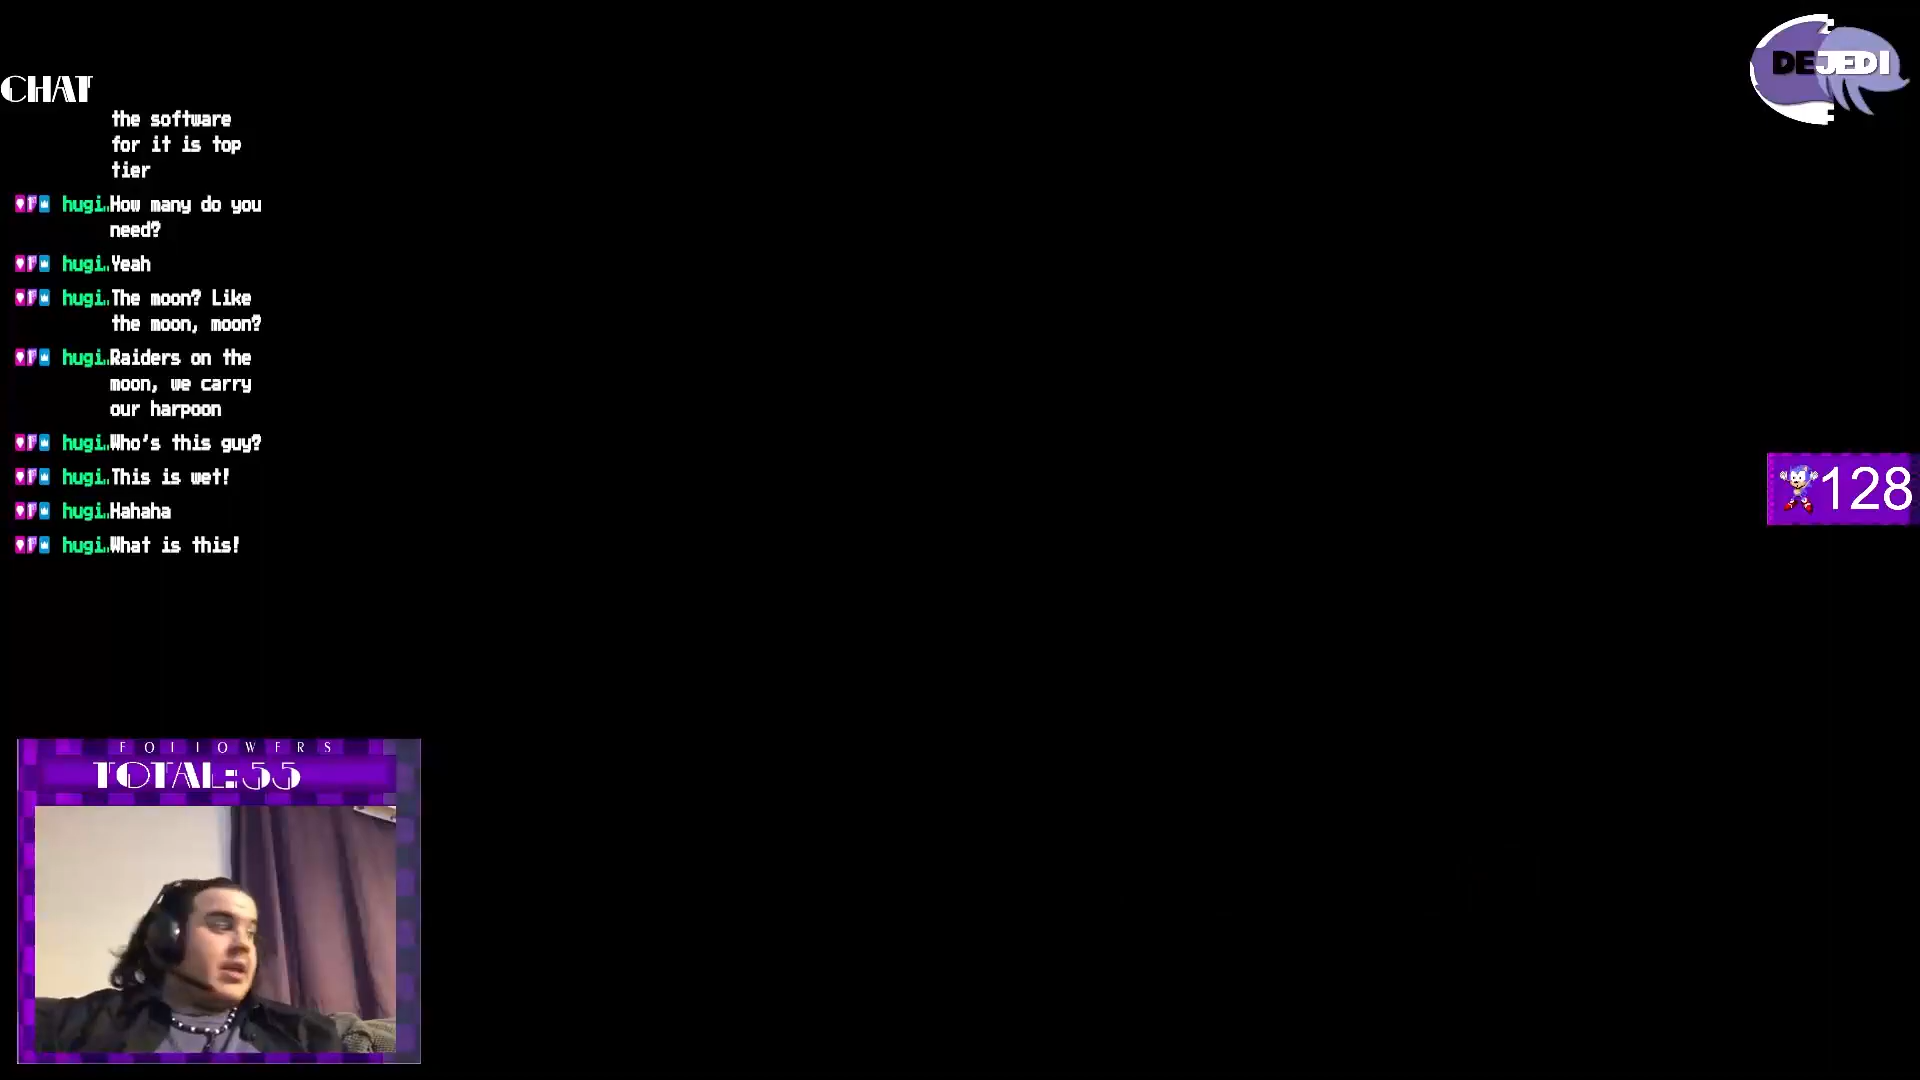 DEJEDI
CHAT
the software
for it is top
tier
hugi..How many do you
need?
hugi..Yeah
hugi..The moon? Like
the moon, moon?
hugi..Raiders on the
moon, we carry
our harpoon
hugi..Who's this guy?
hugi..This is wet!
hugi..Hahaha
hugi..What is this!
128
FOLLOWERS
TOTAL:55